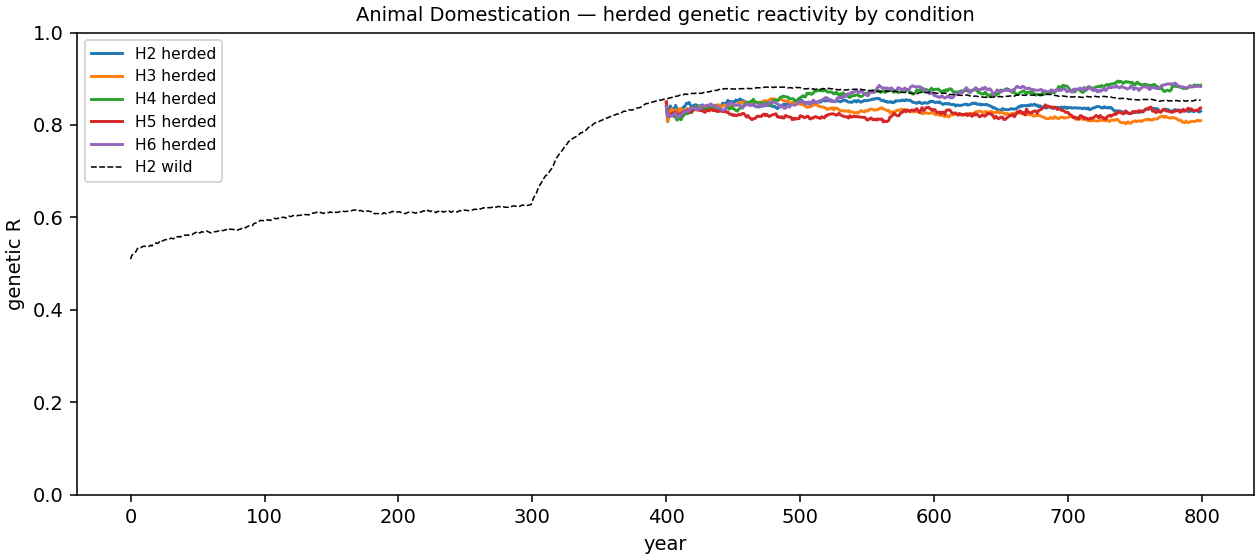 Animal Domestication — herded genetic reactivity by condition
1.0
0.8
0.6
0.4
0.2
0.0
genetic R
H2 herded
H3 herded
H4 herded
H5 herded
H6 herded
H2 wild
0 100 200 300 400 500 600 700 800
year